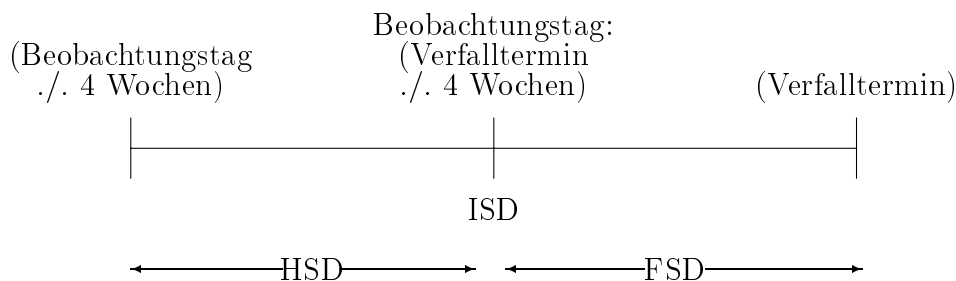 Beobachtungstag:
(Beobachtungstag
(Verfalltermin
./. 4 Wochen)
./. 4 Wochen)
(Verfalltermin)
ISD
HSD
FSD